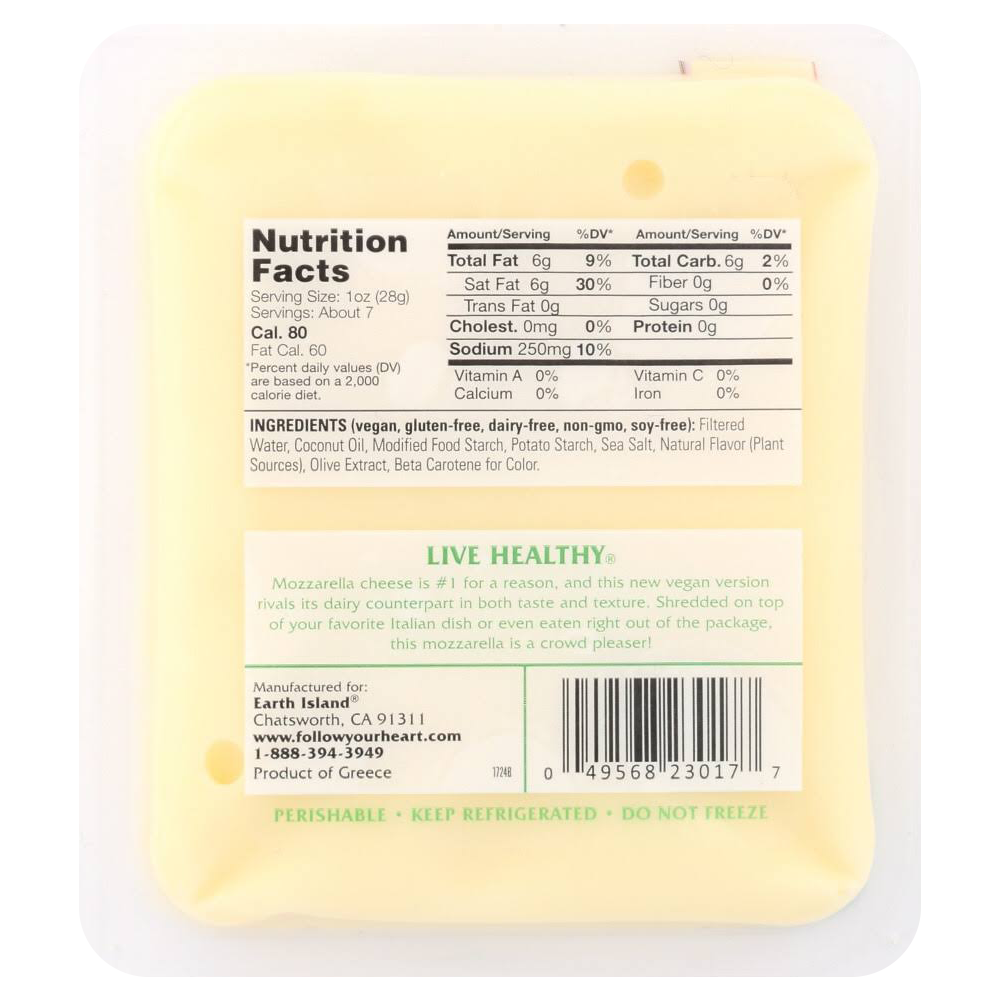 Nutrition
Facts
Serving Size: 1oz (28g)
Servings: About 7
Cal. 80
Fat Cal. 60
*Percent daily values (DV)
are based on a 2,000
calorie diet.
Amount/Serving %DV* Amount/Serving %DV*
Total Fat 6g 9% Total Carb. 6g 2%
Sat Fat 6g 30% Fiber 0g 0%
Trans Fat 0g Sugars 0g
Cholest. 0mg 0% Protein 0g
Sodium 250mg 10%
Vitamin A 0% Vitamin C 0%
Calcium 0% Iron 0%
INGREDIENTS (vegan, gluten-free, dairy-free, non-gmo, soy-free): Filtered
Water, Coconut Oil, Modified Food Starch, Potato Starch, Sea Salt, Natural Flavor (Plant
Sources), Olive Extract, Beta Carotene for Color.
LIVE HEALTHY®
Mozzarella cheese is #1 for a reason, and this new vegan version
rivals its dairy counterpart in both taste and texture. Shredded on top
of your favorite Italian dish or even eaten right out of the package,
this mozzarella is a crowd pleaser!
Manufactured for:
Earth Island®
Chatsworth, CA 91311
www.followyourheart.com
1-888-394-3949
Product of Greece 1724B
0 49568 23017 7
PERISHABLE • KEEP REFRIGERATED • DO NOT FREEZE